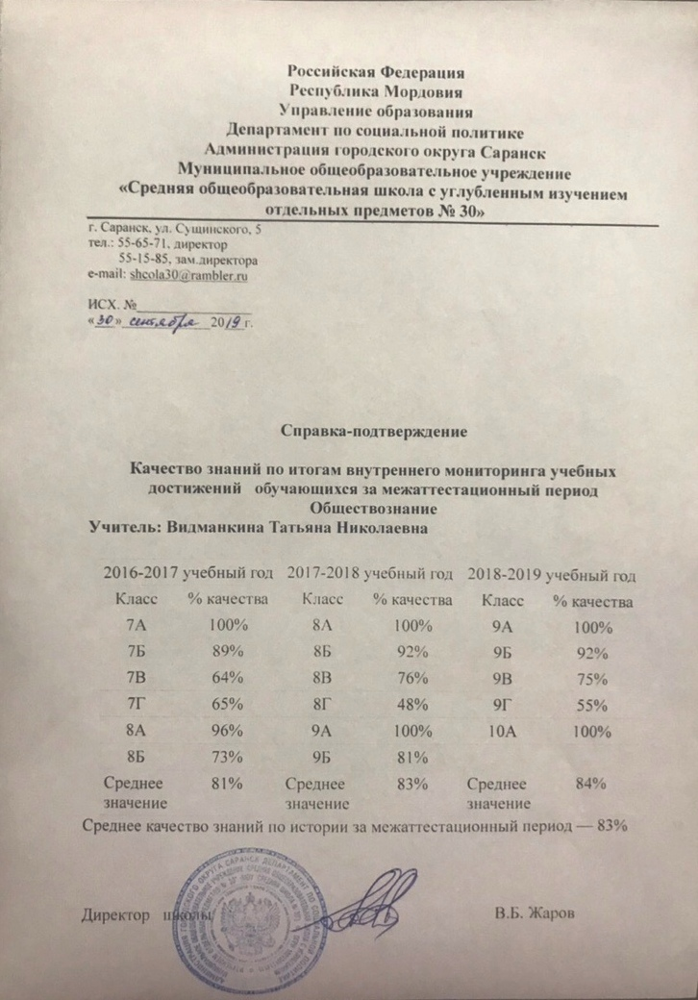 Российская Федерация
Республика Мордовия
Управление образования
Департамент по социальной политике
Администрация городского округа Саранск
Муниципальное общеобразовательное учреждение
«Средняя общеобразовательная школа с углубленным изучением
отдельных предметов № 30»
г. Саранск, ул. Сущинского, 5
тел.: 55-65-71, директор
55-15-85, зам.директора
e-mail: shcola30@rambler.ru
ИСХ. №
«30» сентября 2019г.
Справка-подтверждение
Качество знаний по итогам внутреннего мониторинга учебных
достижений обучающихся за межаттестационный период
Обществознание
Учитель: Видманкина Татьяна Николаевна
2016-2017 учебный год 2017-2018 учебный год 2018-2019 учебный год
Класс % качества Класс % качества Класс % качества
7А 100% 8А 100% 9А 100%
7Б 89% 8Б 92% 9Б 92%
7В 64% 8В 76% 9В 75%
7Г 65% 8Г 48% 9Г 55%
8А 96% 9А 100% 10А 100%
8Б 73% 9Б 81%
Среднее 81% Среднее 83% Среднее 84%
значение значение значение
Среднее качество знаний по истории за межаттестационный период — 83%
Директор школы В.Б. Жаров